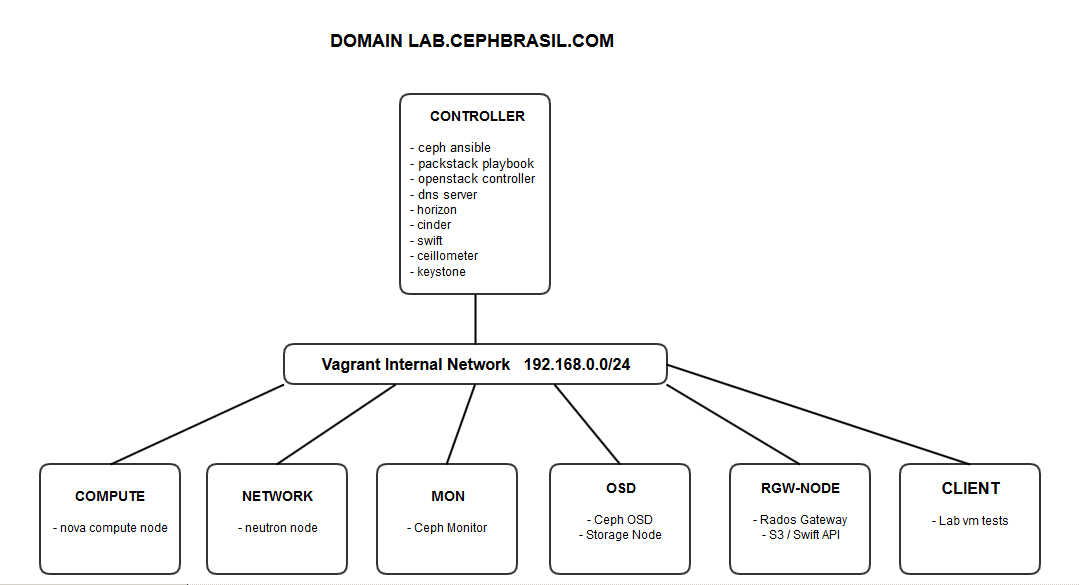 DOMAIN LAB.CEPHBRASIL.COM
CONTROLLER
- ceph ansible
- packstack playbook
- openstack controller
- dns server
- horizon
- cinder
- swift
- ceillometer
- keystone
Vagrant Internal Network 192.168.0.0/24
COMPUTE
- nova compute node
NETWORK
- neutron node
MON
- Ceph Monitor
OSD
- Ceph OSD
- Storage Node
RGW-NODE
- Rados Gateway
- S3 / Swift API
CLIENT
- Lab vm tests